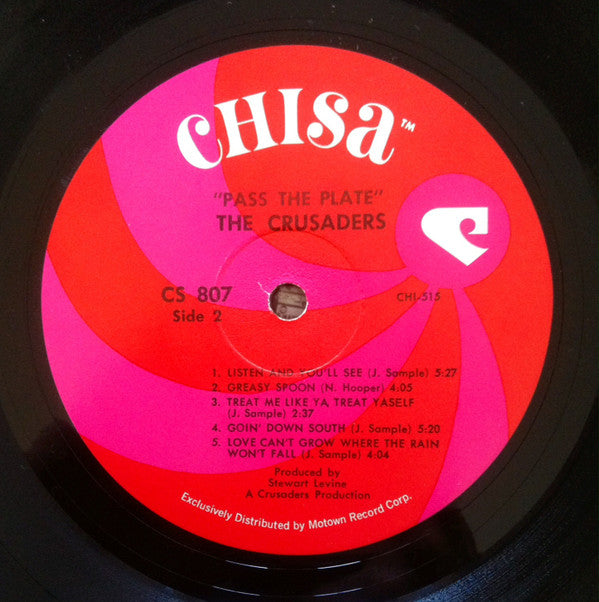 CHISA™
"PASS THE PLATE"
THE CRUSADERS
CS 807
Side 2
CHI-515
1. LISTEN AND YOU'LL SEE (J. Sample) 5:27
2. GREASY SPOON (N. Hooper) 4:05
3. TREAT ME LIKE YA TREAT YASELF
(J. Sample) 2:37
4. GOIN' DOWN SOUTH (J. Sample) 5:20
5. LOVE CAN'T GROW WHERE THE RAIN
WON'T FALL (J. Sample) 4:04
Produced by
Stewart Levine
A Crusaders Production
Exclusively Distributed by Motown Record Corp.